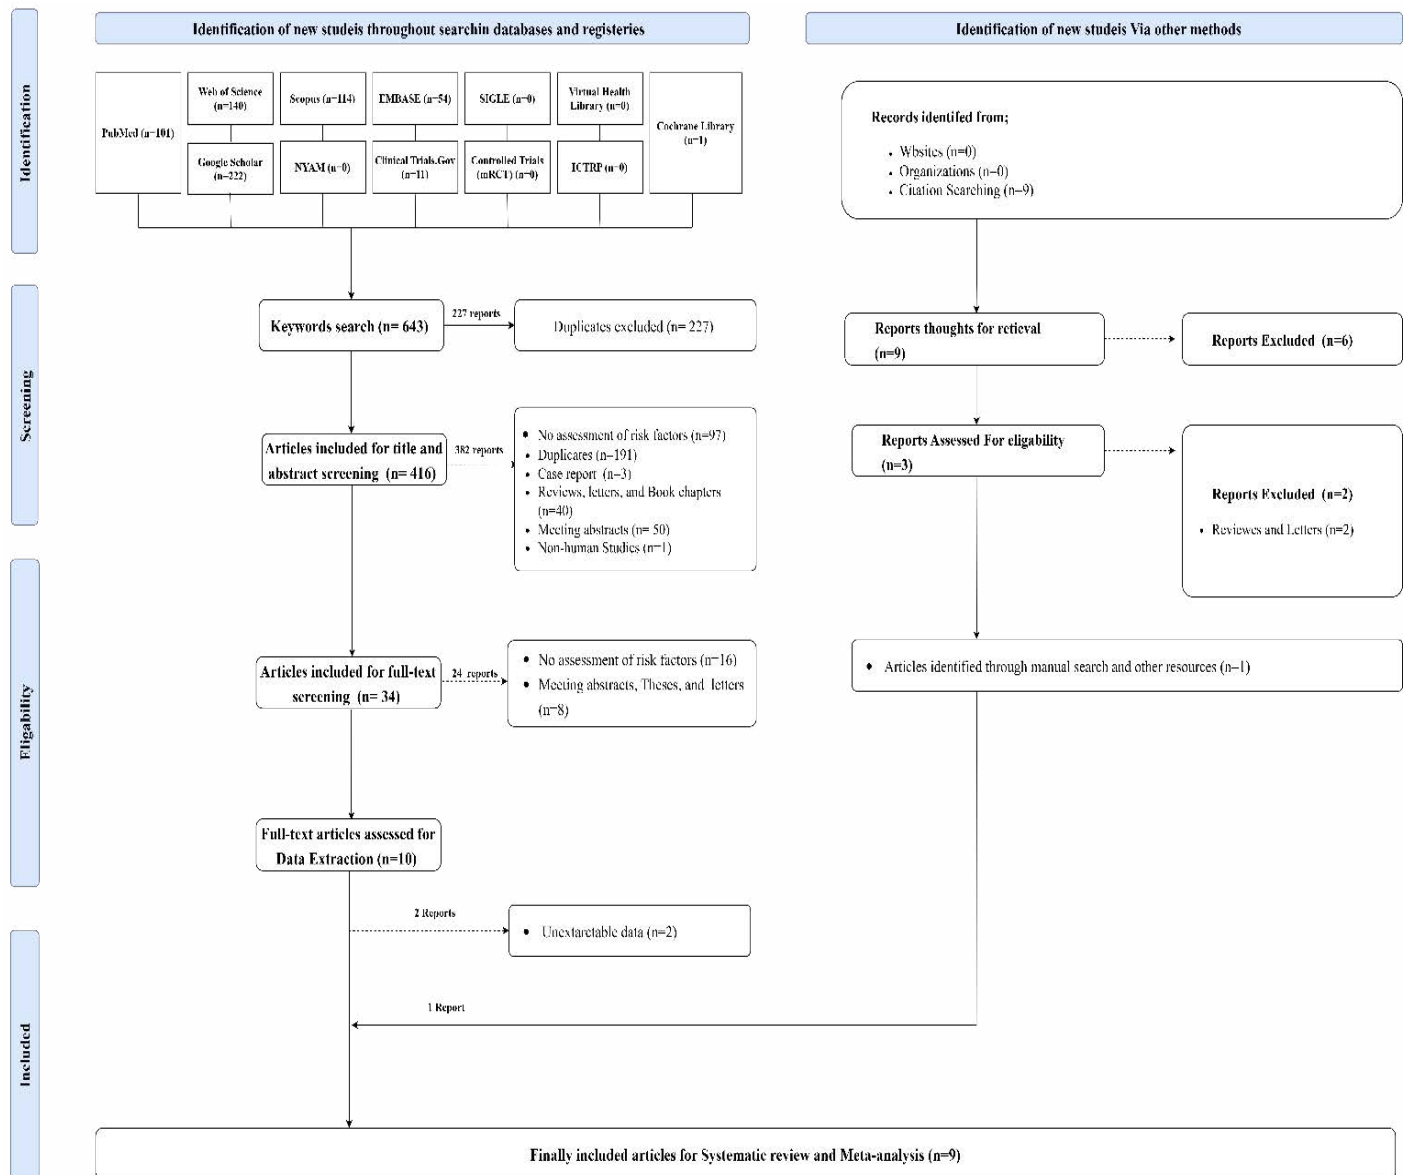 Identification of new studeis throughout searchin databases and registeries
Identification of new studeis Via other methods
Identification
PubMed (n=101)
Web of Science
(n=140)
Google Scholar
(n=222)
Scopus (n=114)
NYAM (n=0)
EMBASE (n=54)
Clinical Trials.Gov
(n=11)
SIGLE (n=0)
Controlled Trials
(mRCT) (n=0)
Virtual Health
Library (n=0)
ICTRP (n=0)
Cochrane Library
(n=1)
Records identifed from;
• Wbsites (n=0)
• Organizations (n=0)
• Citation Searching (n=9)
Screening
Keywords search (n= 643)
227 reports
Duplicates excluded (n= 227)
Reports thoughts for retieval
(n=9)
Reports Excluded (n=6)
Articles included for title and
abstract screening (n= 416)
382 reports
• No assessment of risk factors (n=97)
• Duplicates (n=191)
• Case report (n=3)
• Reviews, letters, and Book chapters
(n=40)
• Meeting abstracts (n= 50)
• Non-human Studies (n=1)
Reports Assessed For eligability
(n=3)
Reports Excluded (n=2)
• Reviewes and Letters (n=2)
Eligability
Articles included for full-text
screening (n= 34)
24 reports
• No assessment of risk factors (n=16)
• Meeting abstracts, Theses, and letters
(n=8)
• Articles identified through manual search and other resources (n=1)
Full-text articles assessed for
Data Extraction (n=10)
2 Reports
• Unextaretable data (n=2)
Included
1 Report
Finally included articles for Systematic review and Meta-analysis (n=9)